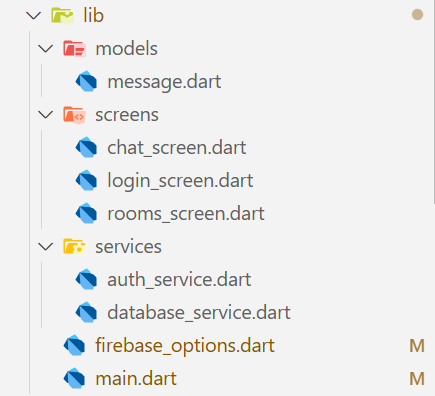 lib
models
message.dart
screens
chat_screen.dart
login_screen.dart
rooms_screen.dart
services
auth_service.dart
database_service.dart
firebase_options.dart M
main.dart M